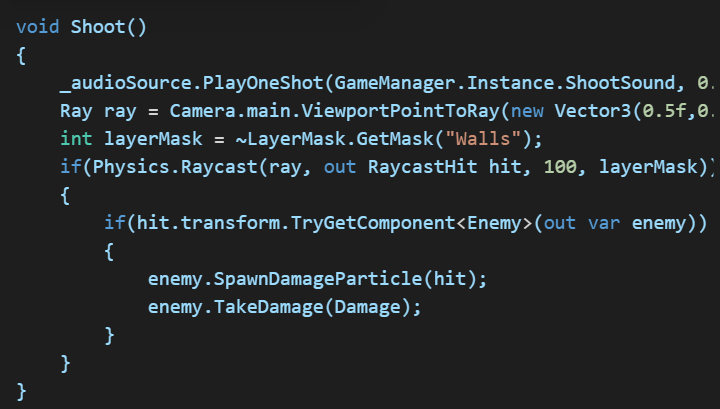 void Shoot()
{
    _audioSource.PlayOneShot(GameManager.Instance.ShootSound, 0.
    Ray ray = Camera.main.ViewportPointToRay(new Vector3(0.5f,0.
    int layerMask = ~LayerMask.GetMask("Walls");
    if(Physics.Raycast(ray, out RaycastHit hit, 100, layerMask))
    {
        if(hit.transform.TryGetComponent<Enemy>(out var enemy))
        {
            enemy.SpawnDamageParticle(hit);
            enemy.TakeDamage(Damage);
        }
    }
}